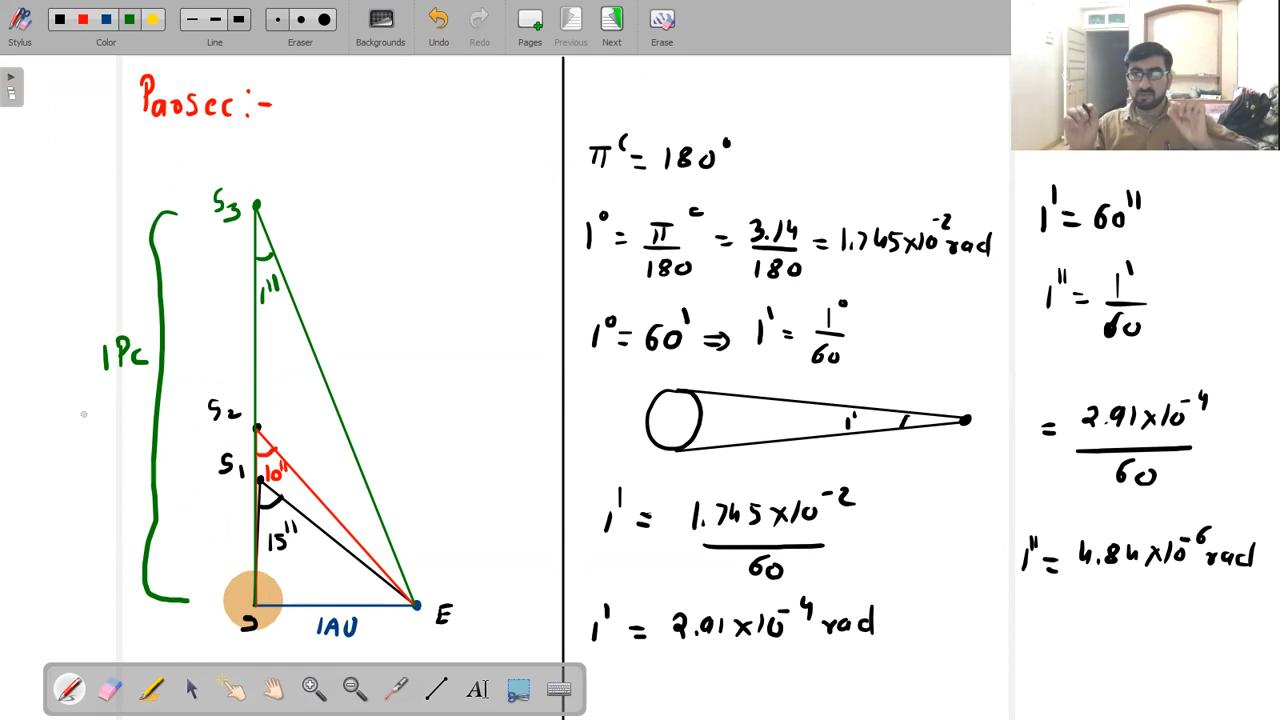 Stylus
Color
Line
Eraser
Backgrounds
Undo
Redo
Pages
Previous
Next
Erase
Parsec :-
S3
1"
1Pc
S2
S1
10"
15"
S
E
1AU
π^c = 180°
1° = π^c/180 = 3.14/180 = 1.745×10^-2 rad
1° = 60' ⇒ 1' = 1°/60
1'
1' = 1.745×10^-2/60
1' = 2.91×10^-4 rad
1' = 60"
1" = 1'/60
= 2.91×10^-4/60
1" = 4.84×10^-6 rad